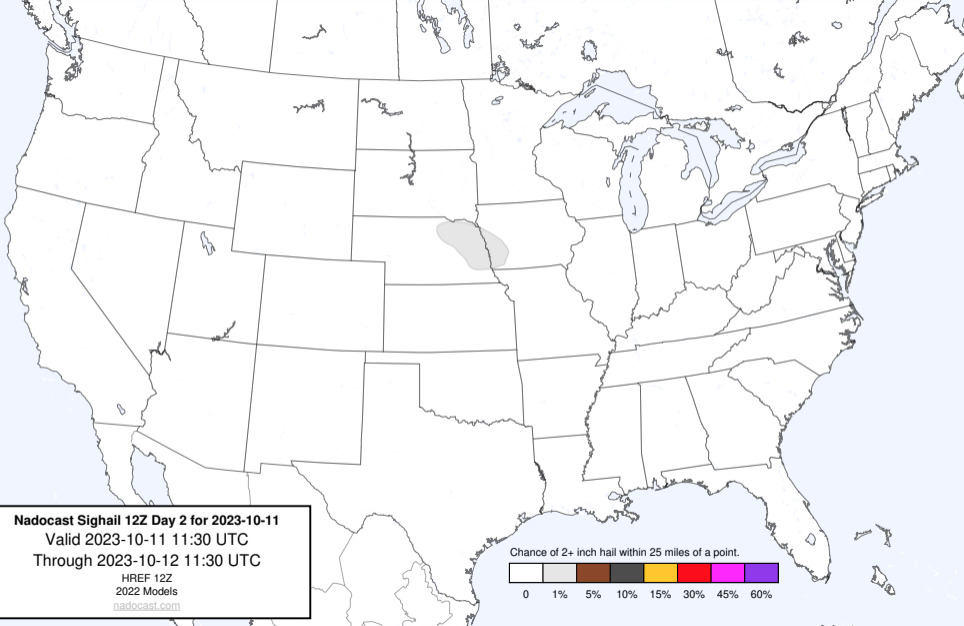 Nadocast Sighail 12Z Day 2 for 2023-10-11
Valid 2023-10-11 11:30 UTC
Through 2023-10-12 11:30 UTC
HREF 12Z
2022 Models
nadocast.com
Chance of 2+ inch hail within 25 miles of a point.
0 1% 5% 10% 15% 30% 45% 60%